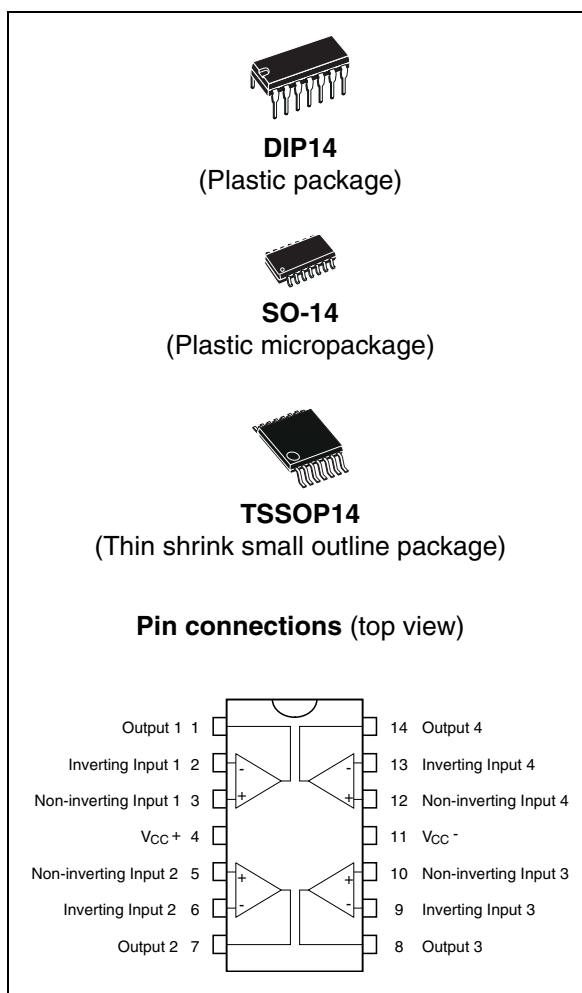 DIP14
(Plastic package)
SO-14
(Plastic micropackage)
TSSOP14
(Thin shrink small outline package)
Pin connections (top view)
Output 1 1 14 Output 4
Inverting Input 1 2 - - 13 Inverting Input 4
Non-inverting Input 1 3 + + 12 Non-inverting Input 4
VCC + 4 11 VCC -
Non-inverting Input 2 5 + + 10 Non-inverting Input 3
Inverting Input 2 6 - - 9 Inverting Input 3
Output 2 7 8 Output 3